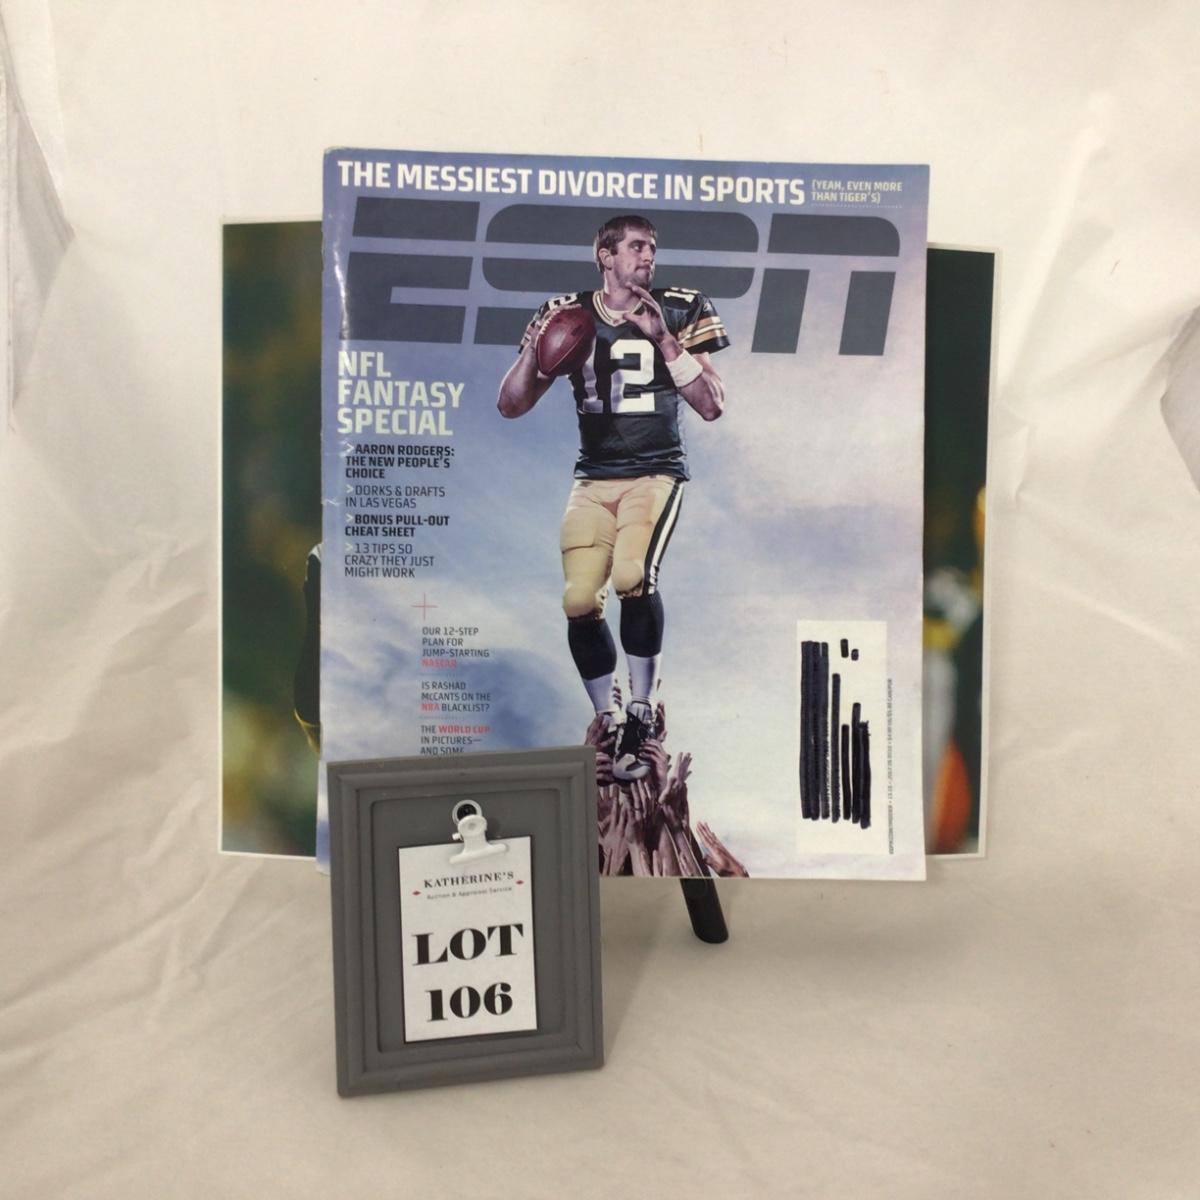 THE MESSIEST DIVORCE IN SPORTS (YEAH, EVEN MORE
THAN TIGER'S)
ESPN
12
12
NFL
FANTASY
SPECIAL
>AARON RODGERS:
THE NEW PEOPLE'S
CHOICE
>DORKS & DRAFTS
IN LAS VEGAS
>BONUS PULL-OUT
CHEAT SHEET
>13 TIPS SO
CRAZY THEY JUST
MIGHT WORK
OUR 12-STEP
PLAN FOR
JUMP-STARTING
NASCAR
IS RASHAD
McCANTS ON THE
NBA BLACKLIST?
THE WORLD CUP
IN PICTURES—
AND SOME
KATHERINE'S
Auction & Appraisal Service
LOT
106